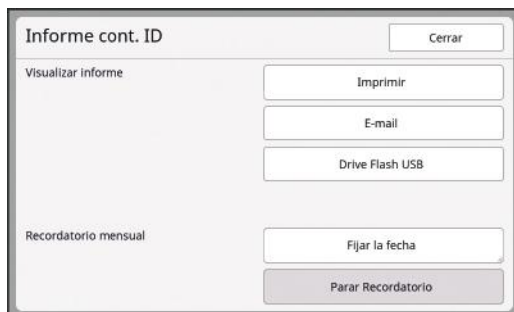 Informe cont. ID
Cerrar
Visualizar informe
Imprimir
E-mail
Drive Flash USB
Recordatorio mensual
Fijar la fecha
Parar Recordatorio